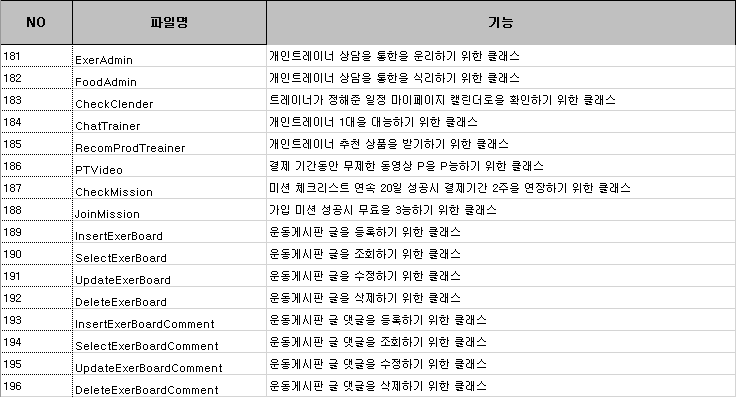 NO 파일명 기능
181 ExerAdmin 개인트레이너 상담을 통한을 운리하기 위한 클래스
182 FoodAdmin 개인트레이너 상담을 통한을 식리하기 위한 클래스
183 CheckClender 트레이너가 정해준 일정 마이페이지 캘린더로을 확인하기 위한 클래스
184 ChatTrainer 개인트레이너 1대을 대능하기 위한 클래스
185 RecomProdTreainer 개인트레이너 추천 상품을 받기하기 위한 클래스
186 PTVideo 결제 기간동안 무제한 동영상 P을 P능하기 위한 클래스
187 CheckMission 미션 체크리스트 연속 20일 성공시 결제기간 2주을 연장하기 위한 클래스
188 JoinMission 가입 미션 성공시 무료을 3능하기 위한 클래스
189 InsertExerBoard 운동게시판 글을 등록하기 위한 클래스
190 SelectExerBoard 운동게시판 글을 조회하기 위한 클래스
191 UpdateExerBoard 운동게시판 글을 수정하기 위한 클래스
192 DeleteExerBoard 운동게시판 글을 삭제하기 위한 클래스
193 InsertExerBoardComment 운동게시판 글 댓글을 등록하기 위한 클래스
194 SelectExerBoardComment 운동게시판 글 댓글을 조회하기 위한 클래스
195 UpdateExerBoardComment 운동게시판 글 댓글을 수정하기 위한 클래스
196 DeleteExerBoardComment 운동게시판 글 댓글을 삭제하기 위한 클래스